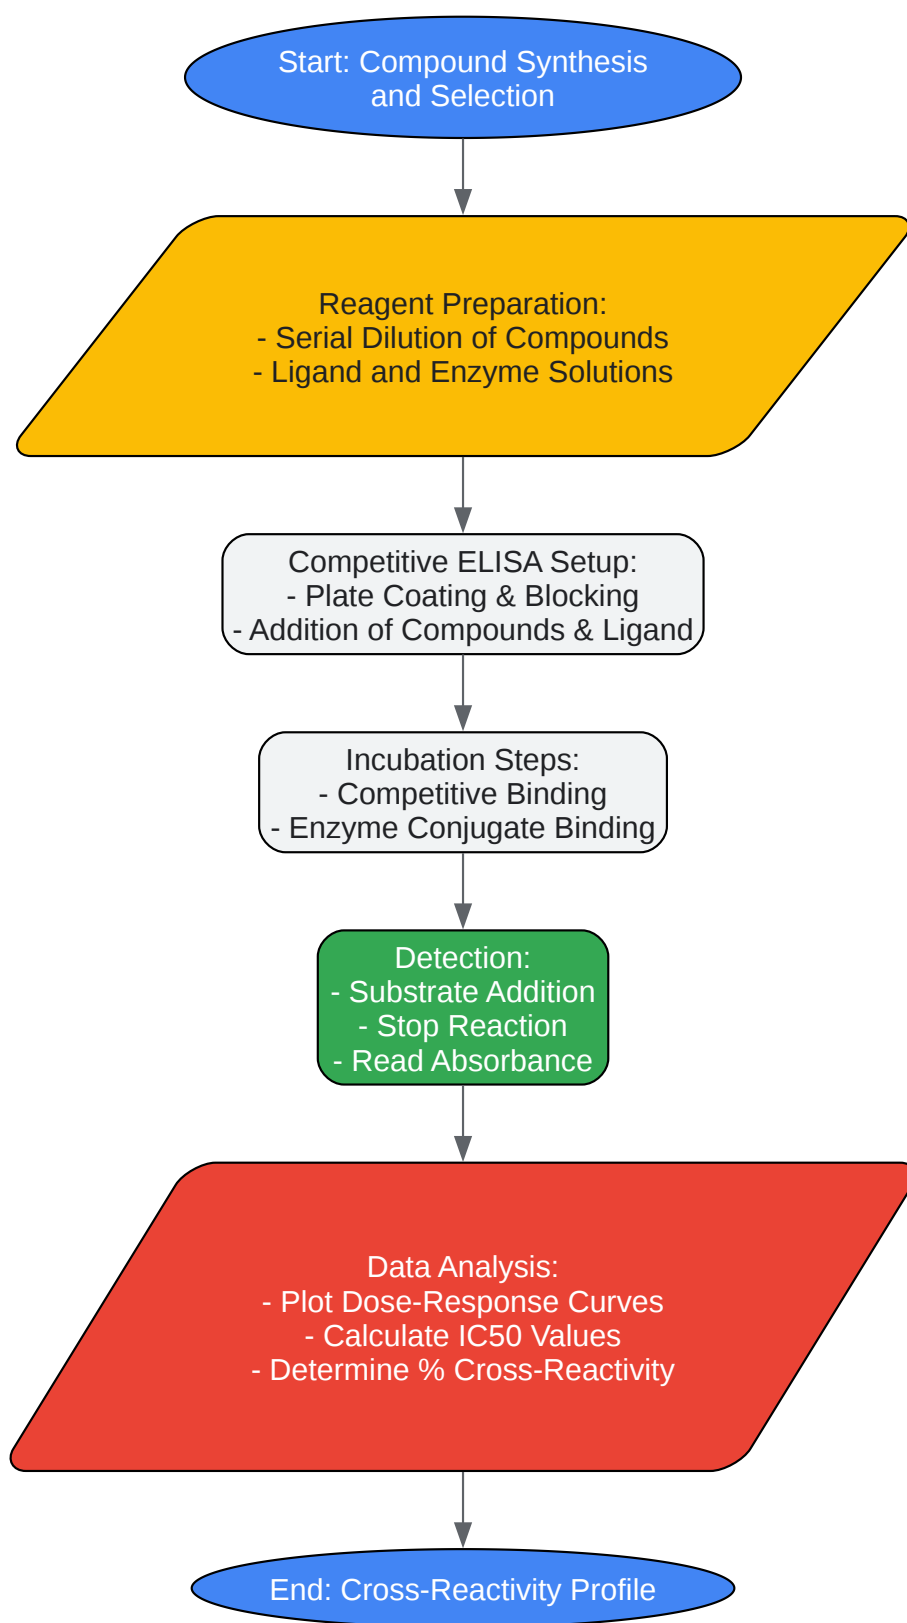 Start: Compound Synthesis
and Selection
Reagent Preparation:
- Serial Dilution of Compounds
- Ligand and Enzyme Solutions
Competitive ELISA Setup:
- Plate Coating & Blocking
- Addition of Compounds & Ligand
Incubation Steps:
- Competitive Binding
- Enzyme Conjugate Binding
Detection:
- Substrate Addition
- Stop Reaction
- Read Absorbance
Data Analysis:
- Plot Dose-Response Curves
- Calculate IC50 Values
- Determine % Cross-Reactivity
End: Cross-Reactivity Profile